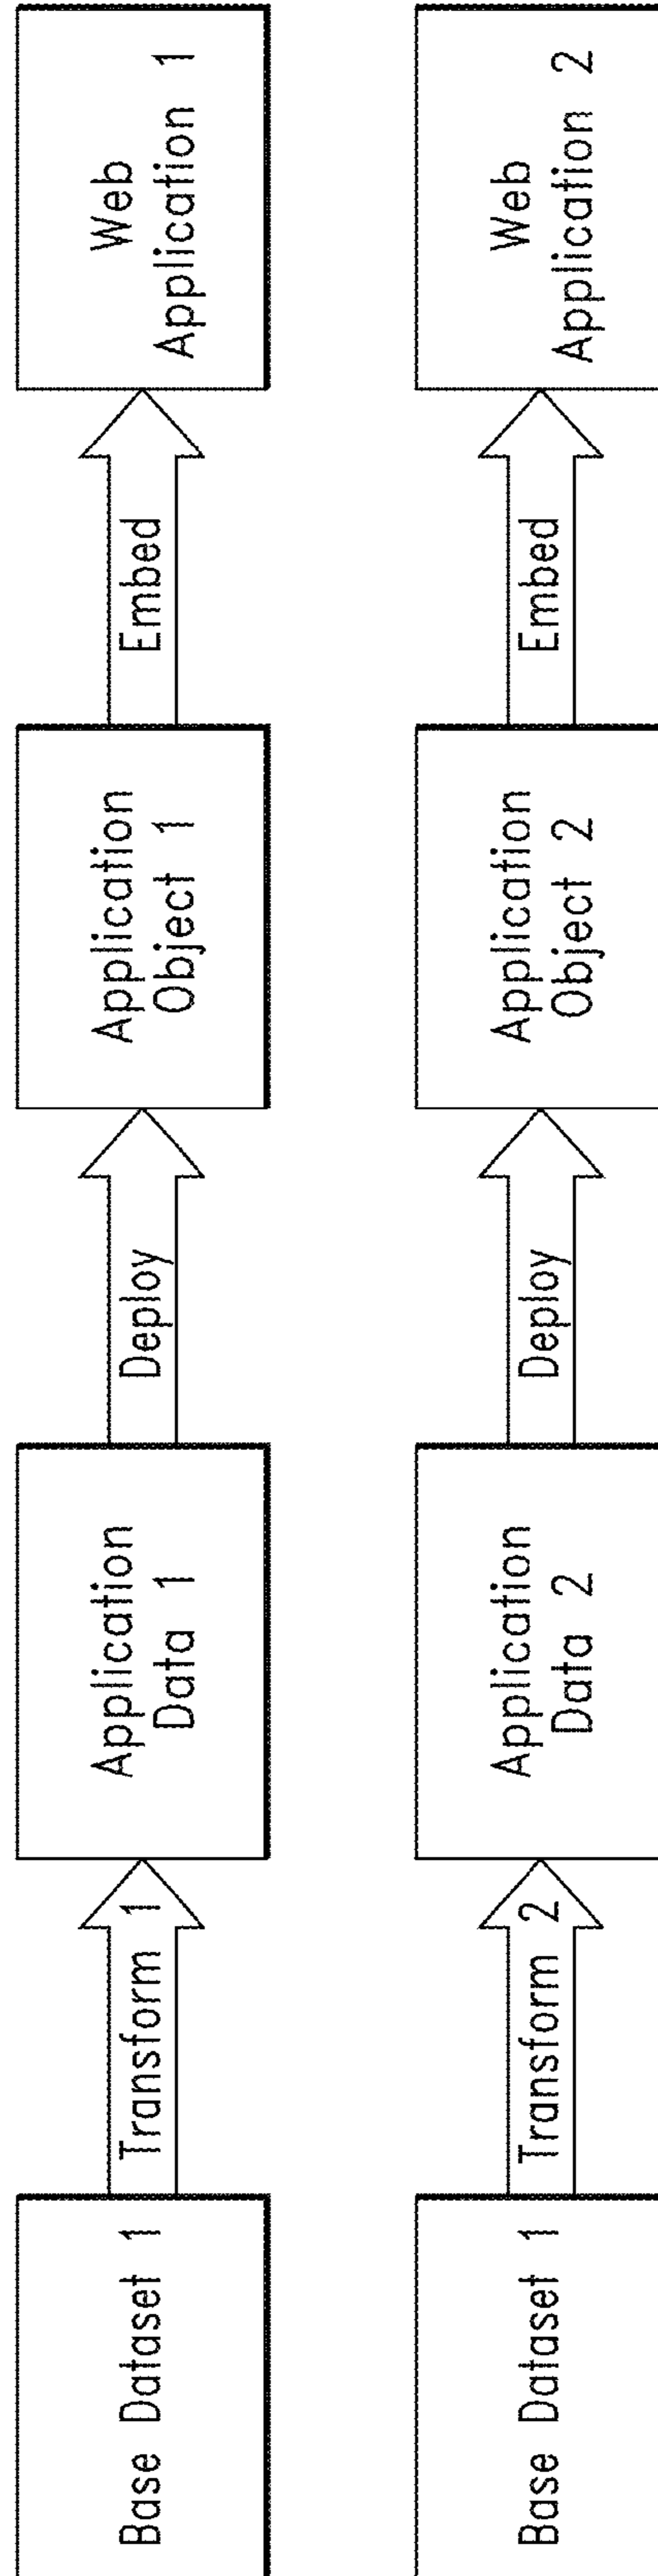 Base Dataset 1
Transform 1
Application
Data 1
Deploy
Application
Object 1
Embed
Web
Application 1
Base Dataset 1
Transform 2
Application
Data 2
Deploy
Application
Object 2
Embed
Web
Application 2